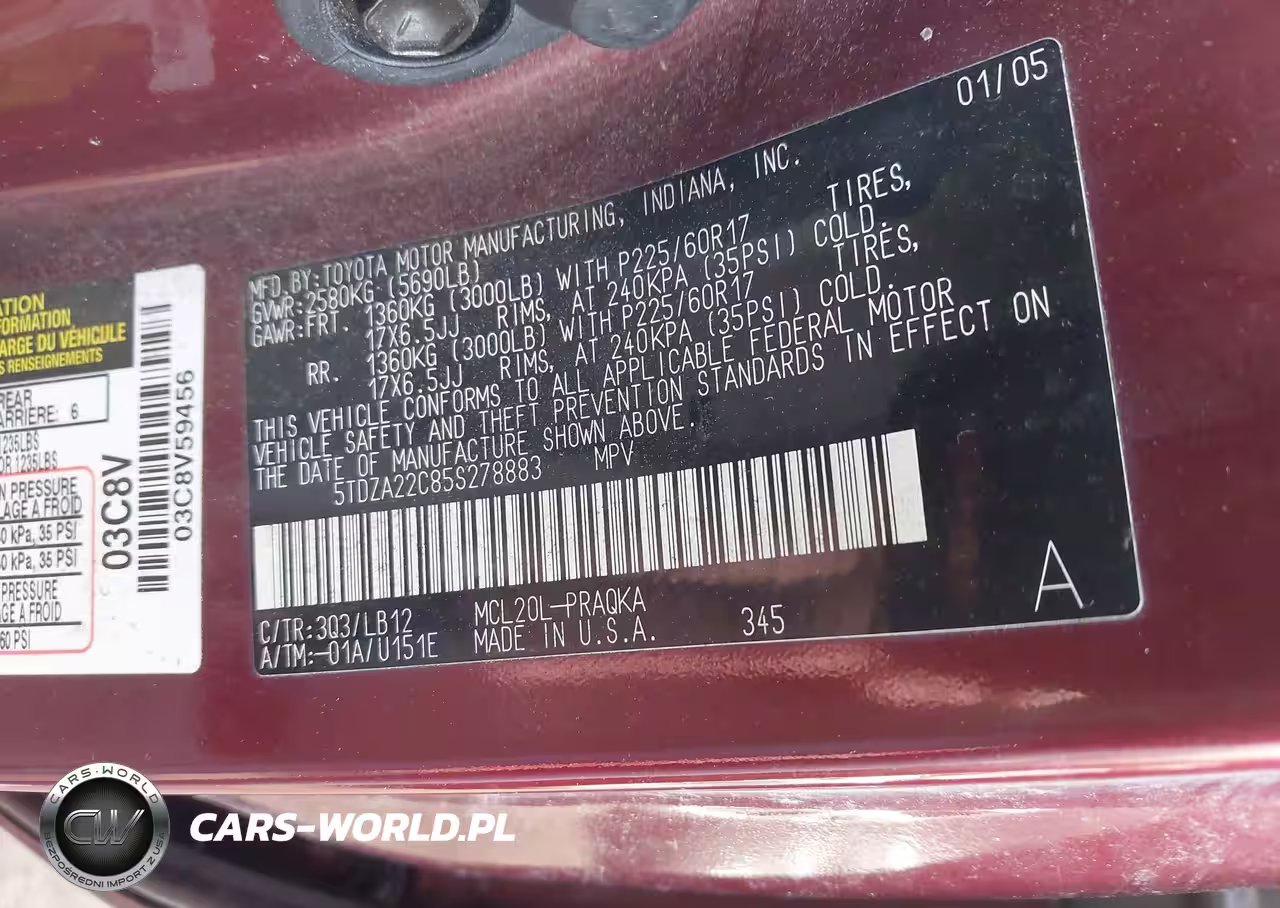 01/05
MFD.BY:TOYOTA MOTOR MANUFACTURING, INDIANA, INC.
GVWR:2580KG (5690LB)
GAWR:FRT. 1360KG (3000LB) WITH P225/60R17 TIRES,
17X6.5JJ RIMS, AT 240KPA (35PSI) COLD.
RR. 1360KG (3000LB) WITH P225/60R17 TIRES,
17X6.5JJ RIMS, AT 240KPA (35PSI) COLD.
THIS VEHICLE CONFORMS TO ALL APPLICABLE FEDERAL MOTOR
VEHICLE SAFETY AND THEFT PREVENTION STANDARDS IN EFFECT ON
THE DATE OF MANUFACTURE SHOWN ABOVE.
5TDZA22C85S278883 MPV
C/TR:3Q3/LB12 MCL20L-PRAQKA
A/TM:-01A/U151E MADE IN U.S.A. 345
A
ATION
FORMATION
ARGE DU VÉHICULE
S RENSEIGNEMENTS
REAR
ARRIÈRE: 6
1235LBS
OR 1235LBS
N PRESSURE
LAGE A FROID
0 kPa, 35 PSI
0 kPa, 35 PSI
PRESSURE
AGE A FROID
60 PSI
03C8V
03C8V59456
CARS-WORLD
CW
BEZPOŚREDNI IMPORT Z USA
CARS-WORLD.PL